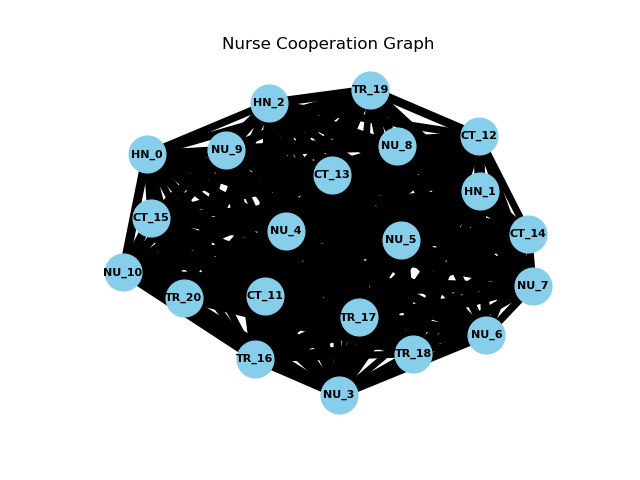 Nurse Cooperation Graph
TR_19
HN_2
CT_12
NU_8
NU_9
HN_0
CT_13
HN_1
CT_15
NU_4
CT_14
NU_5
NU_10
NU_7
CT_11
TR_20
TR_17
NU_6
TR_18
TR_16
NU_3